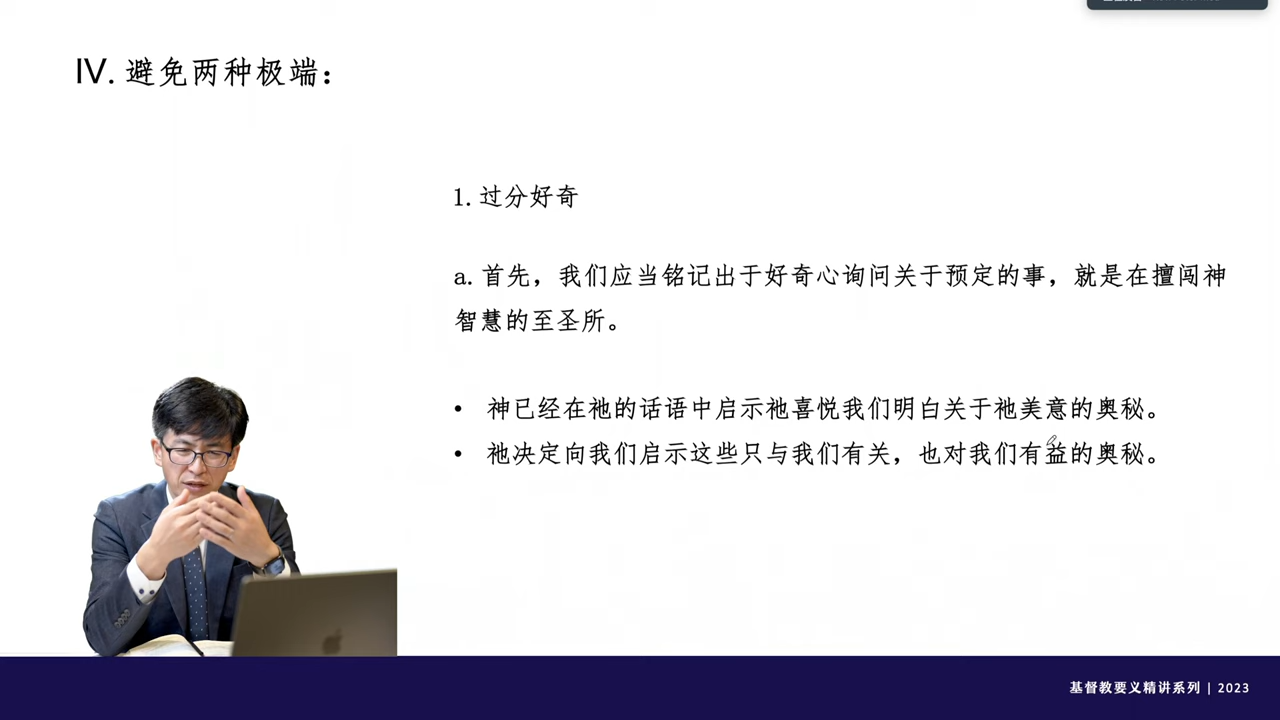 IV. 避免两种极端：
1. 过分好奇
a. 首先，我们应当铭记出于好奇心询问关于预定的事，就是在擅闯神
智慧的至圣所。
• 神已经在祂的话语中启示祂喜悦我们明白关于祂美意的奥秘。
• 祂决定向我们启示这些只与我们有关，也对我们有益的奥秘。
基督教要义精讲系列 | 2023